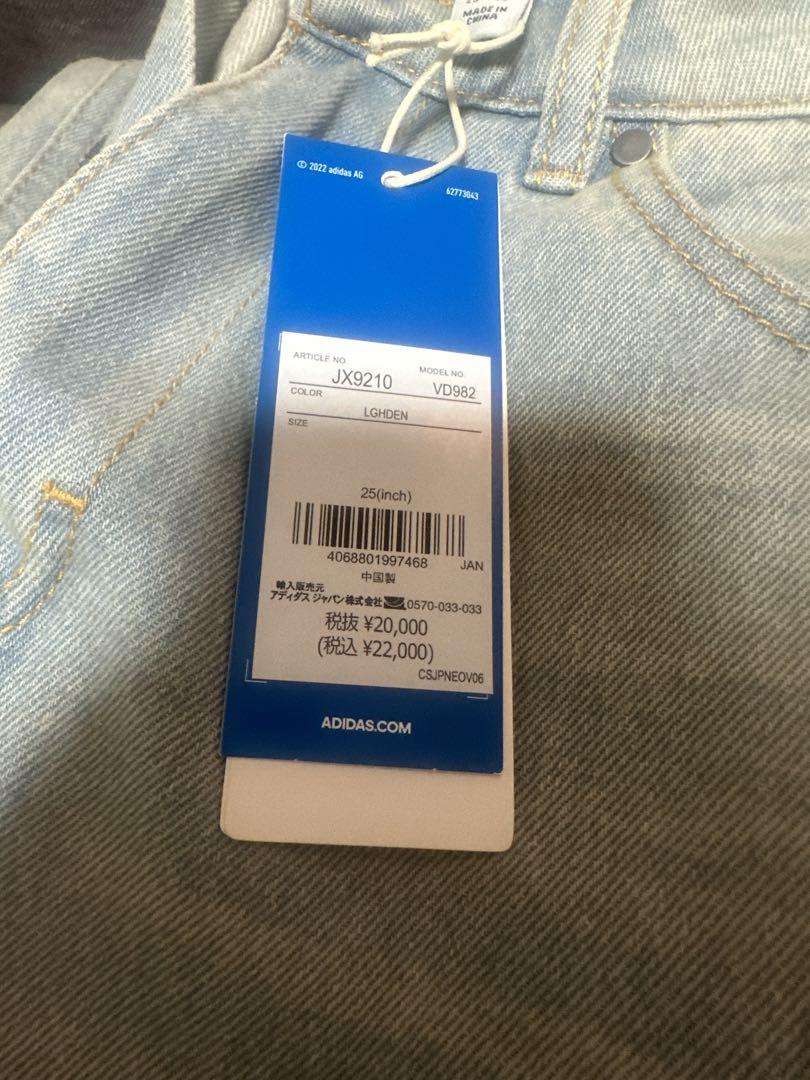 MADE IN
CHINA
© 2022 adidas AG
62773043
ARTICLE NO.
MODEL NO.
JX9210
VD982
COLOR
LGHDEN
SIZE
25(inch)
4068801997468
JAN
中国製
輸入販売元
アディダス ジャパン株式会社 0570-033-033
税抜 ¥20,000
(税込 ¥22,000)
CSJPNEOV06
ADIDAS.COM